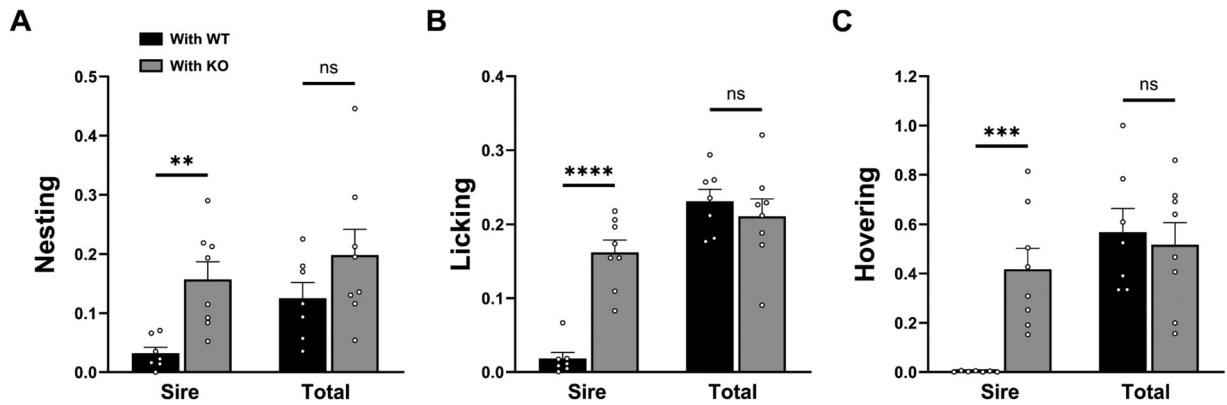 A
With WT
With KO
Nesting
0.5
0.4
0.3
0.2
0.1
0.0
**
ns
Sire
Total
B
Licking
0.4
0.3
0.2
0.1
0.0
****
ns
Sire
Total
C
Hovering
1.2
1.0
0.8
0.6
0.4
0.2
0.0
***
ns
Sire
Total